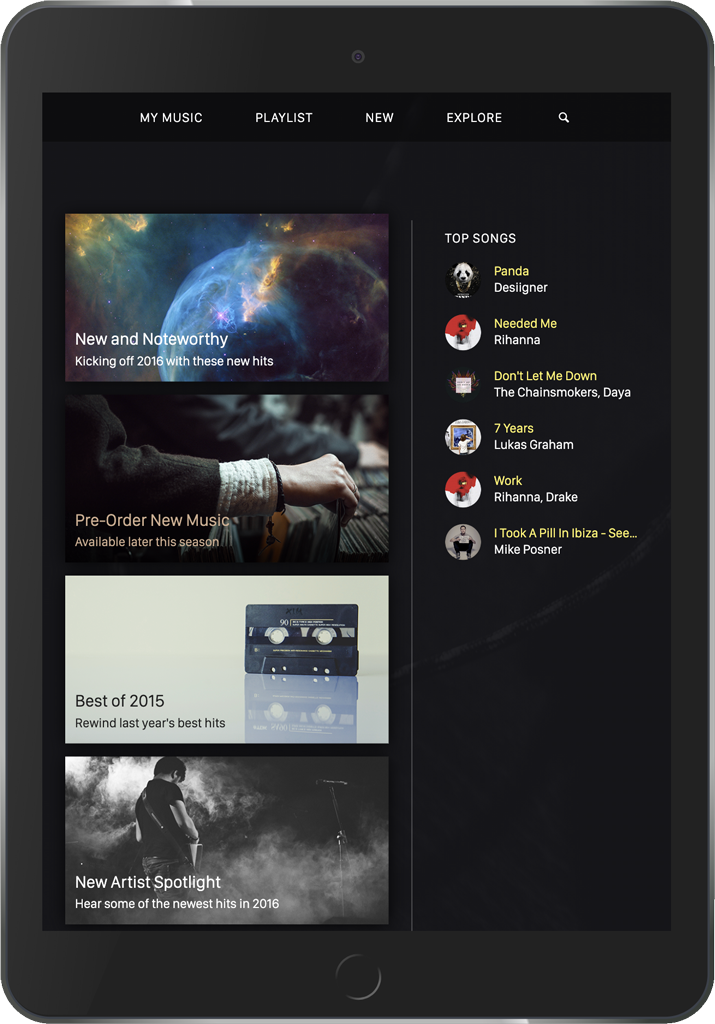 MY MUSIC
PLAYLIST
NEW
EXPLORE
New and Noteworthy
Kicking off 2016 with these new hits
Pre-Order New Music
Available later this season
Best of 2015
Rewind last year's best hits
90
New Artist Spotlight
Hear some of the newest hits in 2016
TOP SONGS
Panda
Desiigner
Needed Me
Rihanna
Don't Let Me Down
The Chainsmokers, Daya
7 Years
Lukas Graham
Work
Rihanna, Drake
I Took A Pill In Ibiza - See...
Mike Posner